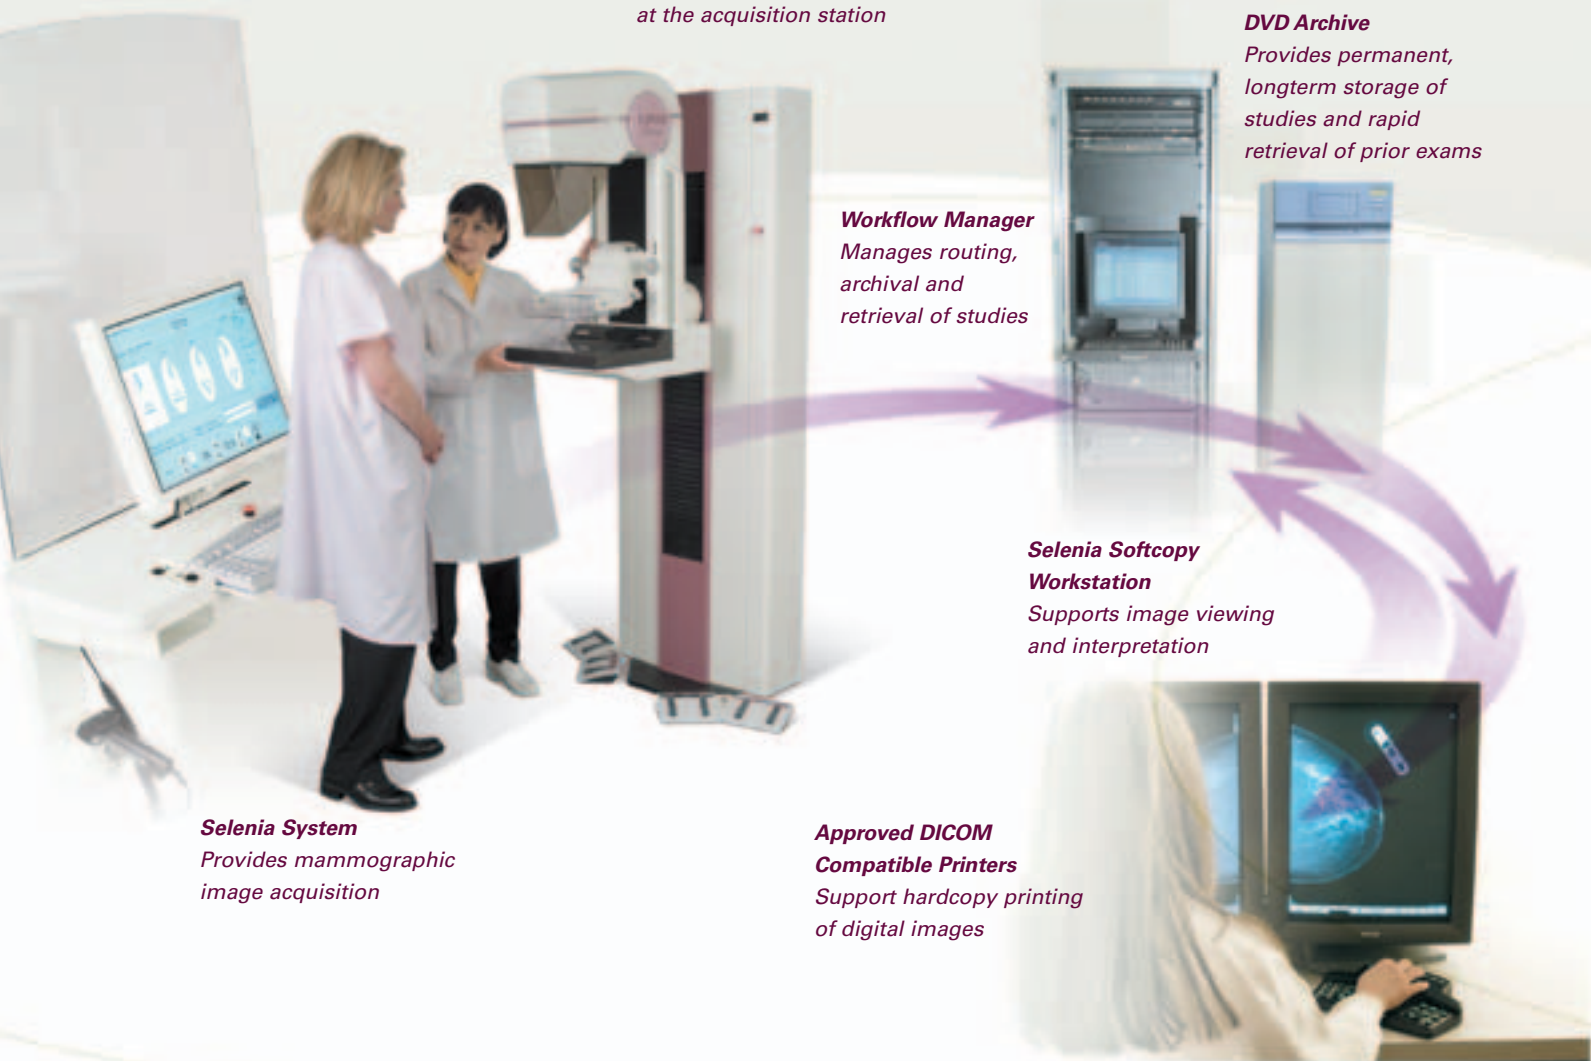 at the acquisition station
DVD Archive
Provides permanent,
longterm storage of
studies and rapid
retrieval of prior exams
Workflow Manager
Manages routing,
archival and
retrieval of studies
Selenia Softcopy
Workstation
Supports image viewing
and interpretation
Selenia System
Provides mammographic
image acquisition
Approved DICOM
Compatible Printers
Support hardcopy printing
of digital images